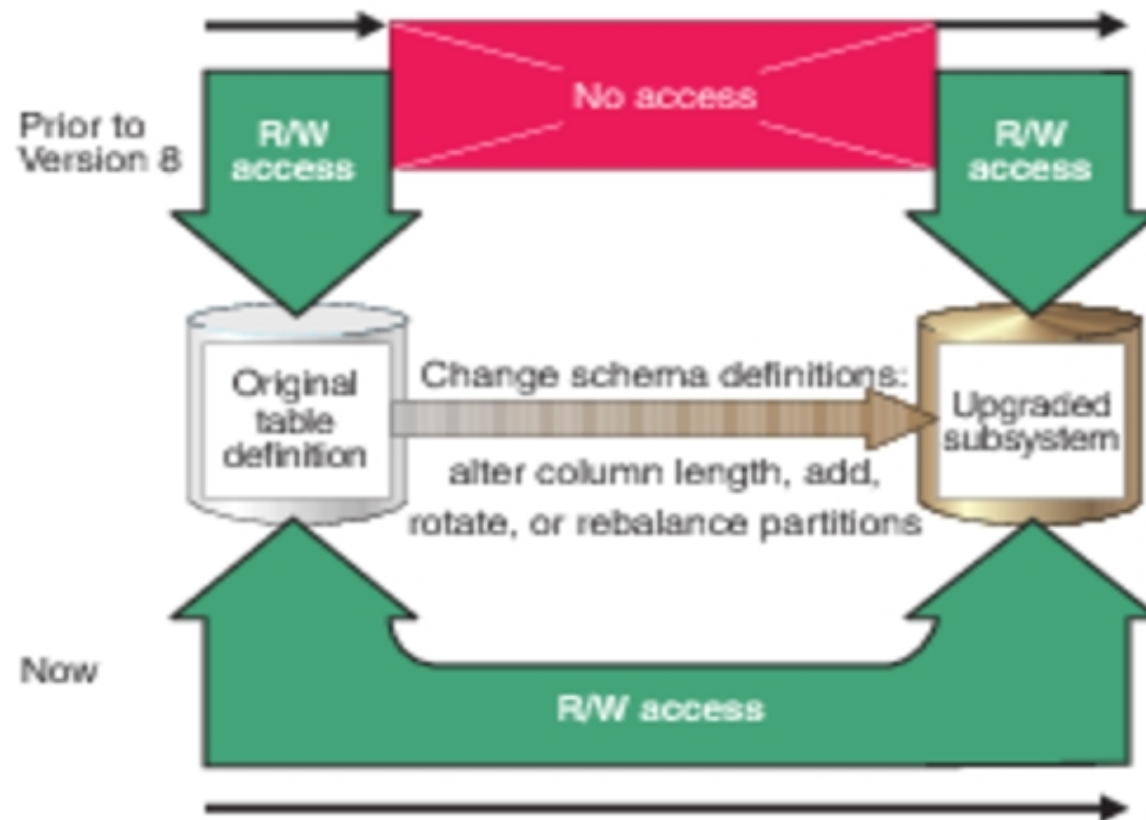 No access
Prior to
Version 8
R/W
access
R/W
access
Original
table
definition
Change schema definitions:
alter column length, add,
rotate, or rebalance partitions
Upgraded
subsystem
Now
R/W access